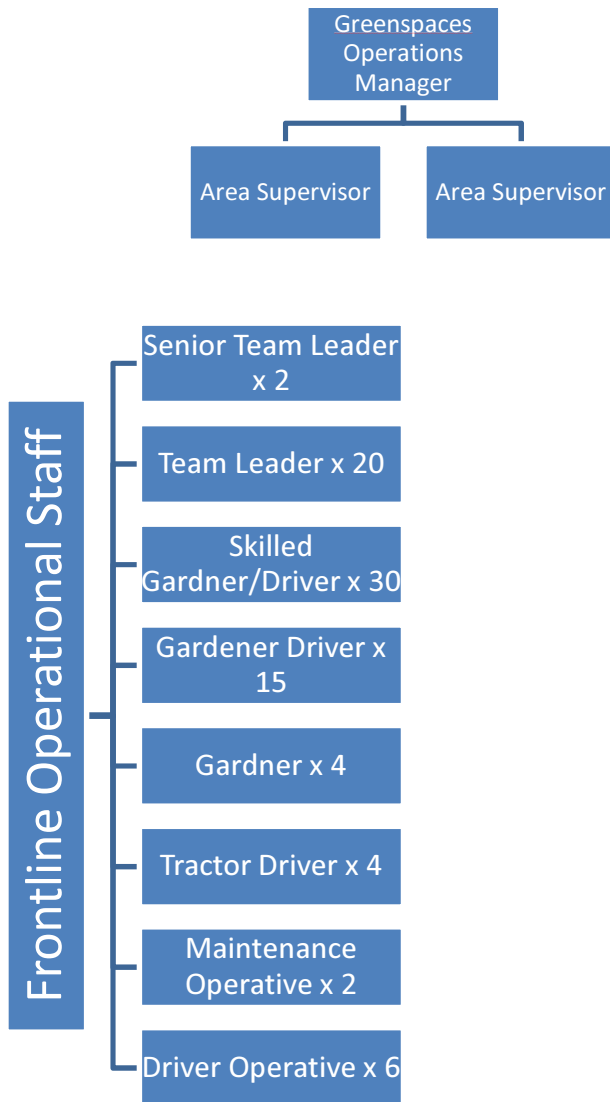 Greenspaces
Operations
Manager
Area Supervisor
Area Supervisor
Frontline Operational Staff
Senior Team Leader
x 2
Team Leader x 20
Skilled
Gardner/Driver x 30
Gardener Driver x
15
Gardner x 4
Tractor Driver x 4
Maintenance
Operative x 2
Driver Operative x 6